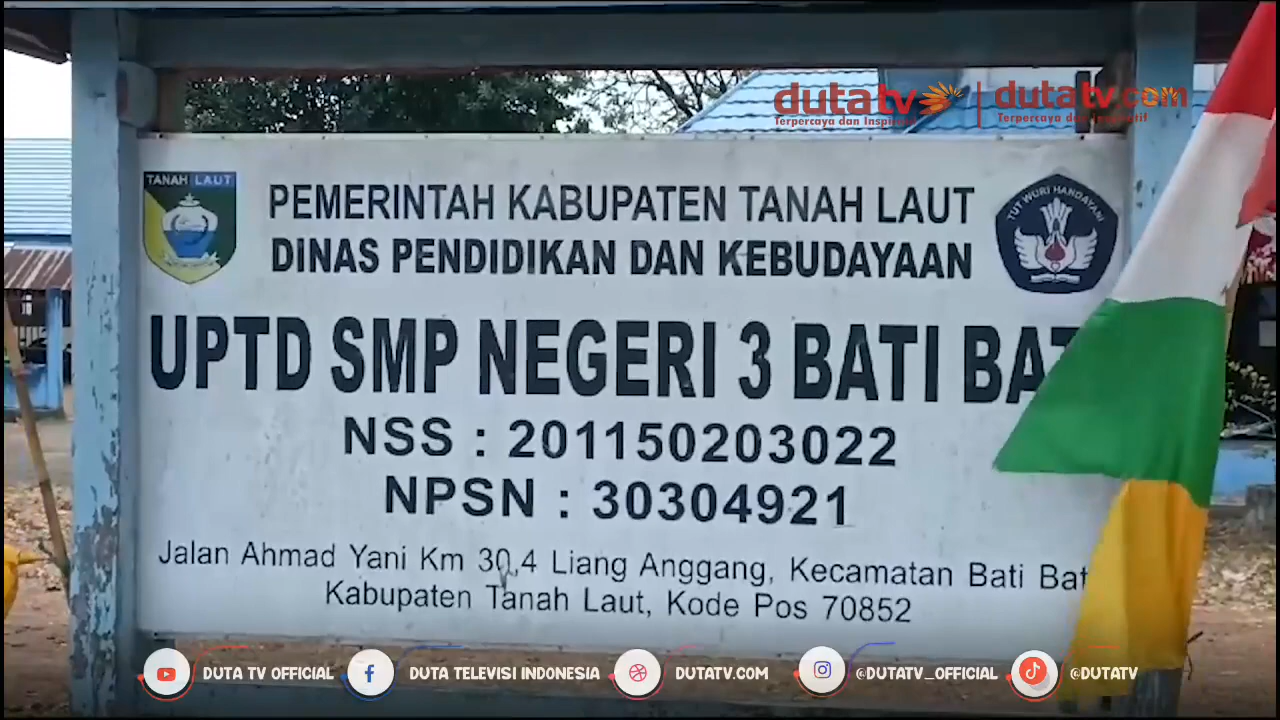 dutatv
Terpercaya dan
dutatv.com
Terpercaya dan
TANAH LAUT
PEMERINTAH KABUPATEN TANAH LAUT
DINAS PENDIDIKAN DAN KEBUDAYAAN
TUT WURI HANDAYANI
UPTD SMP NEGERI 3 BATI
NSS : 201150203022
NPSN : 30304921
Jalan Ahmad Yani Km 30,4 Liang Anggang, Kecamatan Bati Bat
Kabupaten Tanah Laut, Kode Pos 70852
DUTA TV OFFICIAL
DUTA TELEVISI INDONESIA
DUTATV.COM
@DUTATV_OFFICIAL
@DUTATV